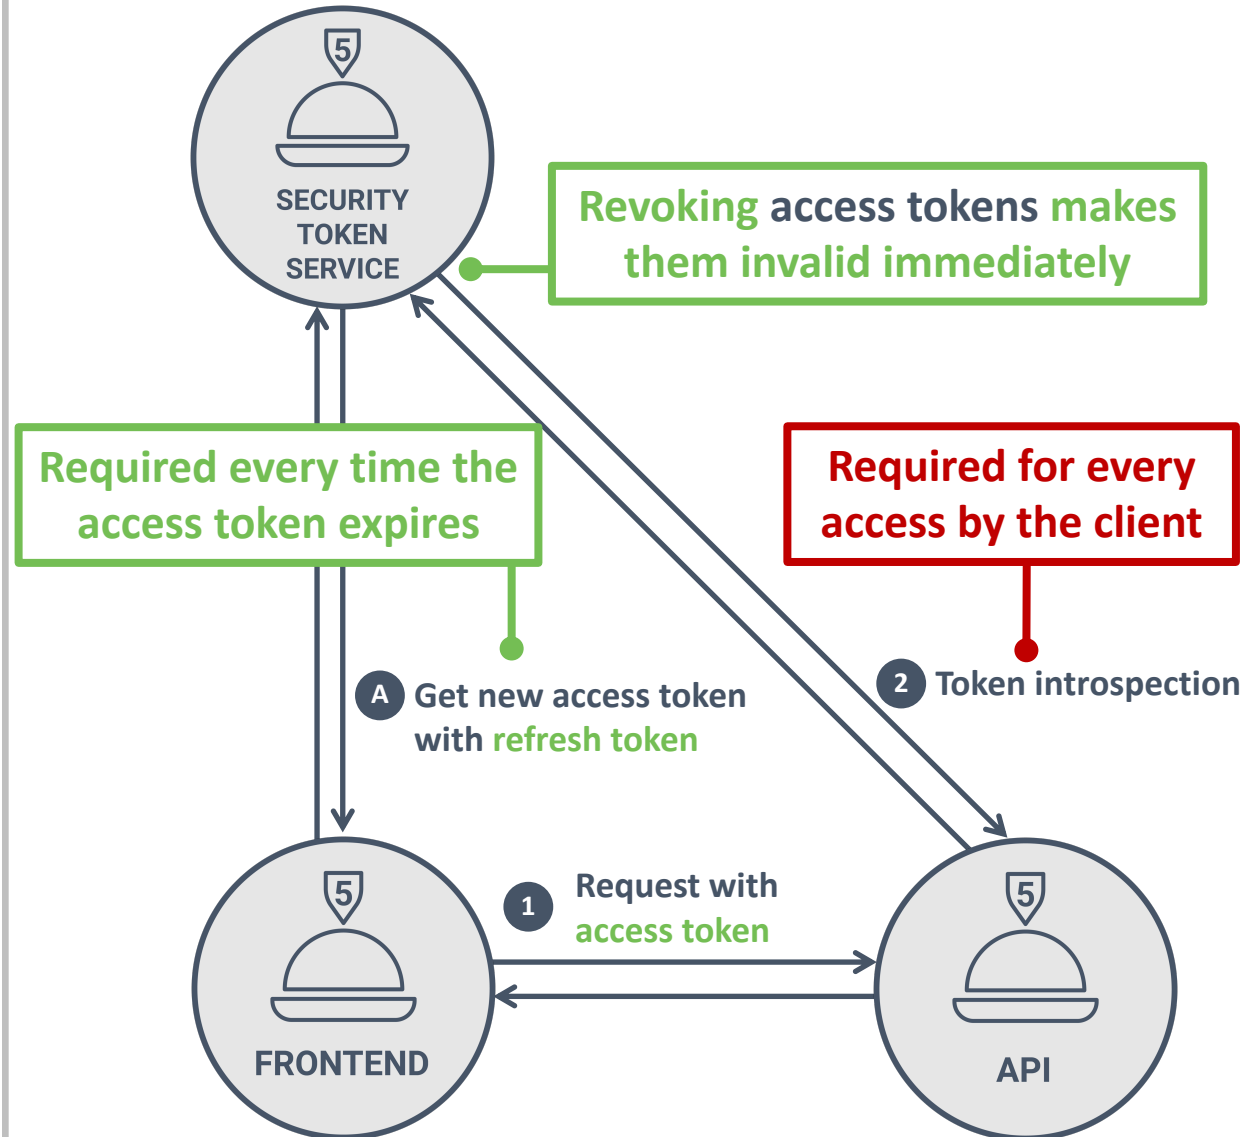 5
SECURITY
TOKEN
SERVICE
Revoking access tokens makes
them invalid immediately
Required every time the
access token expires
Required for every
access by the client
A Get new access token
with refresh token
2 Token introspection
1 Request with
access token
5
FRONTEND
5
API